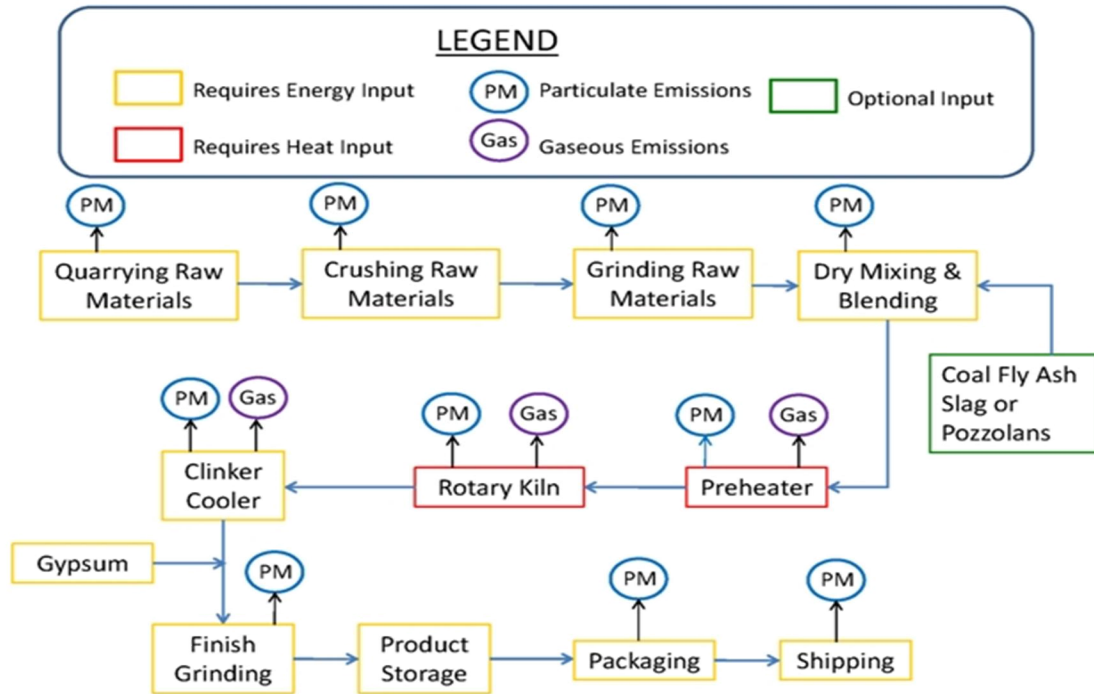 LEGEND
Requires Energy Input
PM
Particulate Emissions
Optional Input
Requires Heat Input
Gas
Gaseous Emissions
PM
PM
PM
PM
Quarrying Raw
Materials
Crushing Raw
Materials
Grinding Raw
Materials
Dry Mixing &
Blending
Coal Fly Ash
Slag or
Pozzolans
PM
Gas
PM
Gas
PM
Gas
Clinker
Cooler
Rotary Kiln
Preheater
Gypsum
PM
PM
PM
Finish
Grinding
Product
Storage
Packaging
Shipping